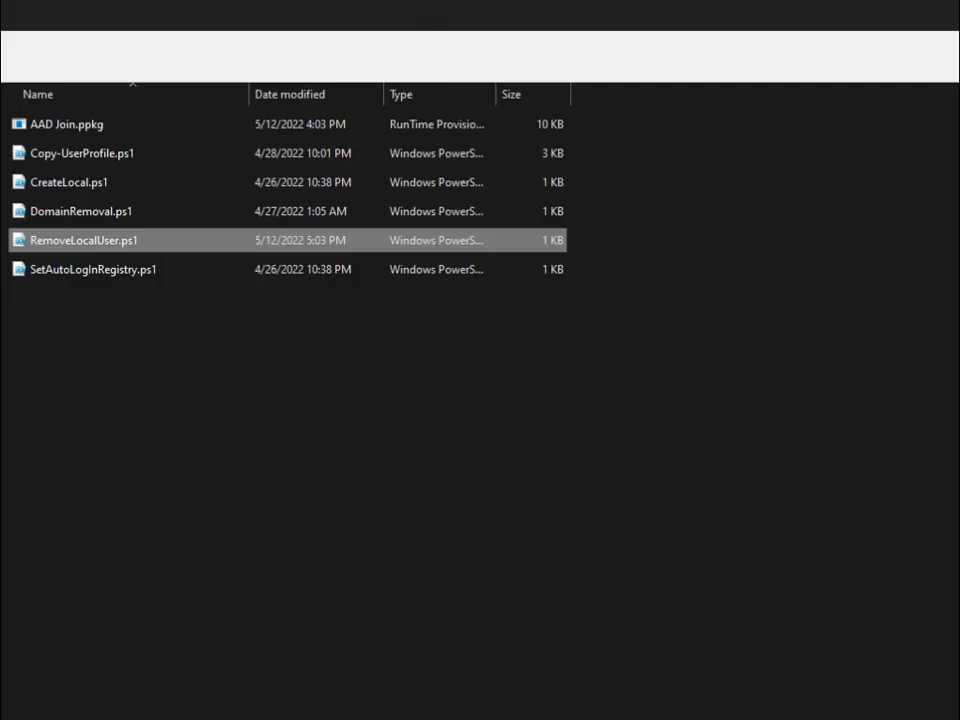 Name Date modified Type Size
AAD Join.ppkg 5/12/2022 4:03 PM RunTime Provisio... 10 KB
Copy-UserProfile.ps1 4/28/2022 10:01 PM Windows PowerS... 3 KB
CreateLocal.ps1 4/26/2022 10:38 PM Windows PowerS... 1 KB
DomainRemoval.ps1 4/27/2022 1:05 AM Windows PowerS... 1 KB
RemoveLocalUser.ps1 5/12/2022 5:03 PM Windows PowerS... 1 KB
SetAutoLogInRegistry.ps1 4/26/2022 10:38 PM Windows PowerS... 1 KB